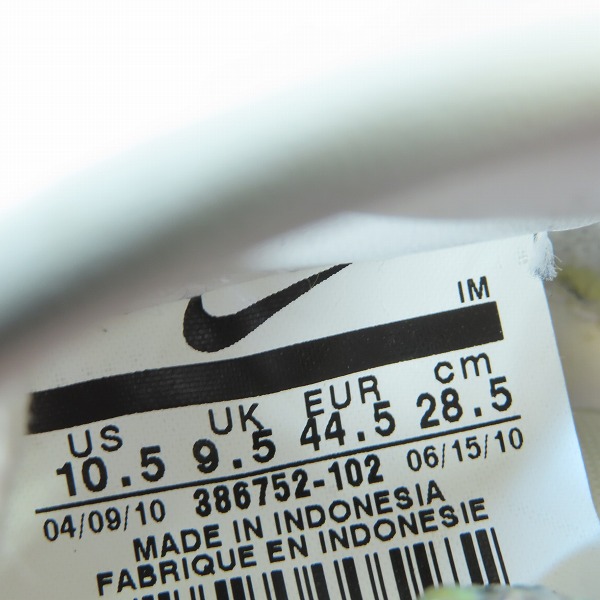 IM
US UK EUR cm
10.5 9.5 44.5 28.5
04/09/10 386752-102 06/15/10
MADE IN INDONESIA
FABRIQUE EN INDONESIE